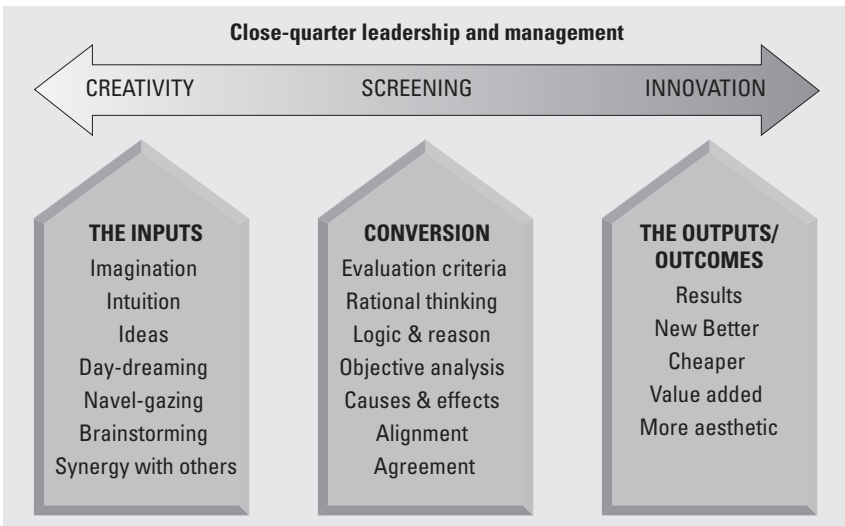 Close-quarter leadership and management
CREATIVITY
SCREENING
INNOVATION
THE INPUTS
Imagination
Intuition
Ideas
Day-dreaming
Navel-gazing
Brainstorming
Synergy with others
CONVERSION
Evaluation criteria
Rational thinking
Logic & reason
Objective analysis
Causes & effects
Alignment
Agreement
THE OUTPUTS/
OUTCOMES
Results
New Better
Cheaper
Value added
More aesthetic